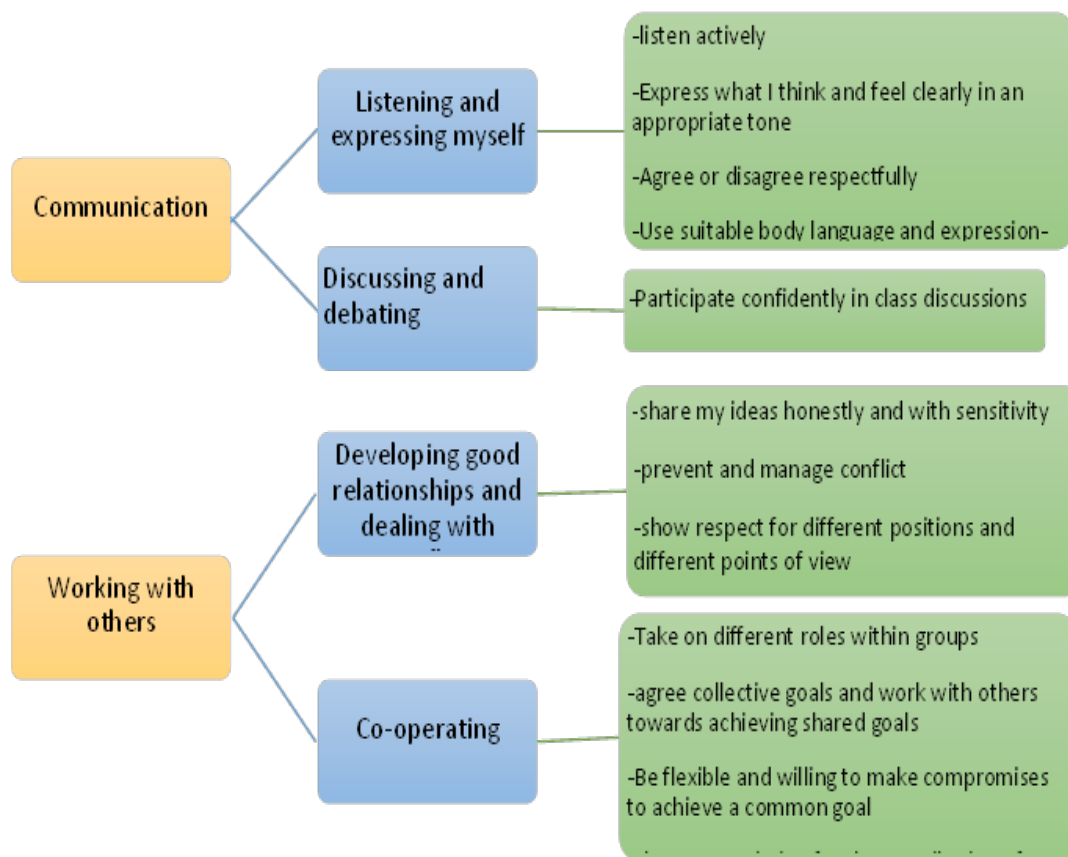 Communication
Listening and
expressing myself
-listen actively
-Express what I think and feel clearly in an
appropriate tone
-Agree or disagree respectfully
-Use suitable body language and expression-
Discussing and
debating
-Participate confidently in class discussions
Working with
others
Developing good
relationships and
dealing with
-share my ideas honestly and with sensitivity
-prevent and manage conflict
-show respect for different positions and
different points of view
Co-operating
-Take on different roles within groups
-agree collective goals and work with others
towards achieving shared goals
-Be flexible and willing to make compromises
to achieve a common goal